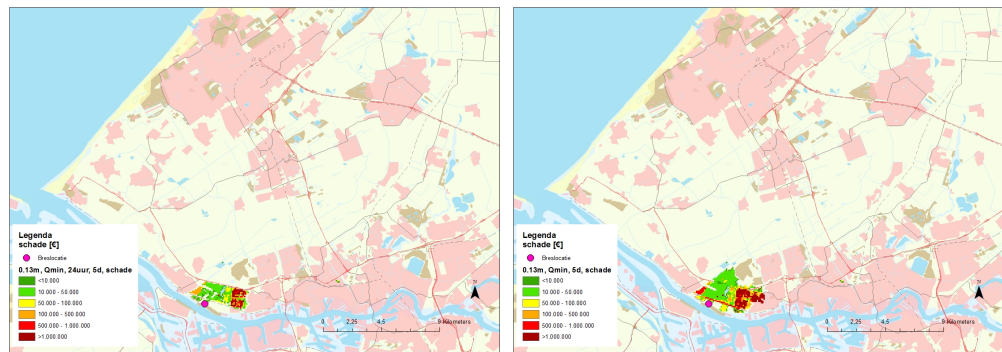 Legenda
schade [€]
Breslocatie
0.13m, Qmin, 24uur, 5d, schade
<10.000
10.000 - 50.000
50.000 - 100.000
100.000 - 500.000
500.000 - 1.000.000
>1.000.000
N
0 2,25 4,5 9 Kilometers
Legenda
schade [€]
Breslocatie
0.13m, Qmin, 5d, schade
<10.000
10.000 - 50.000
50.000 - 100.000
100.000 - 500.000
500.000 - 1.000.000
>1.000.000
N
0 2,25 4,5 9 Kilometers